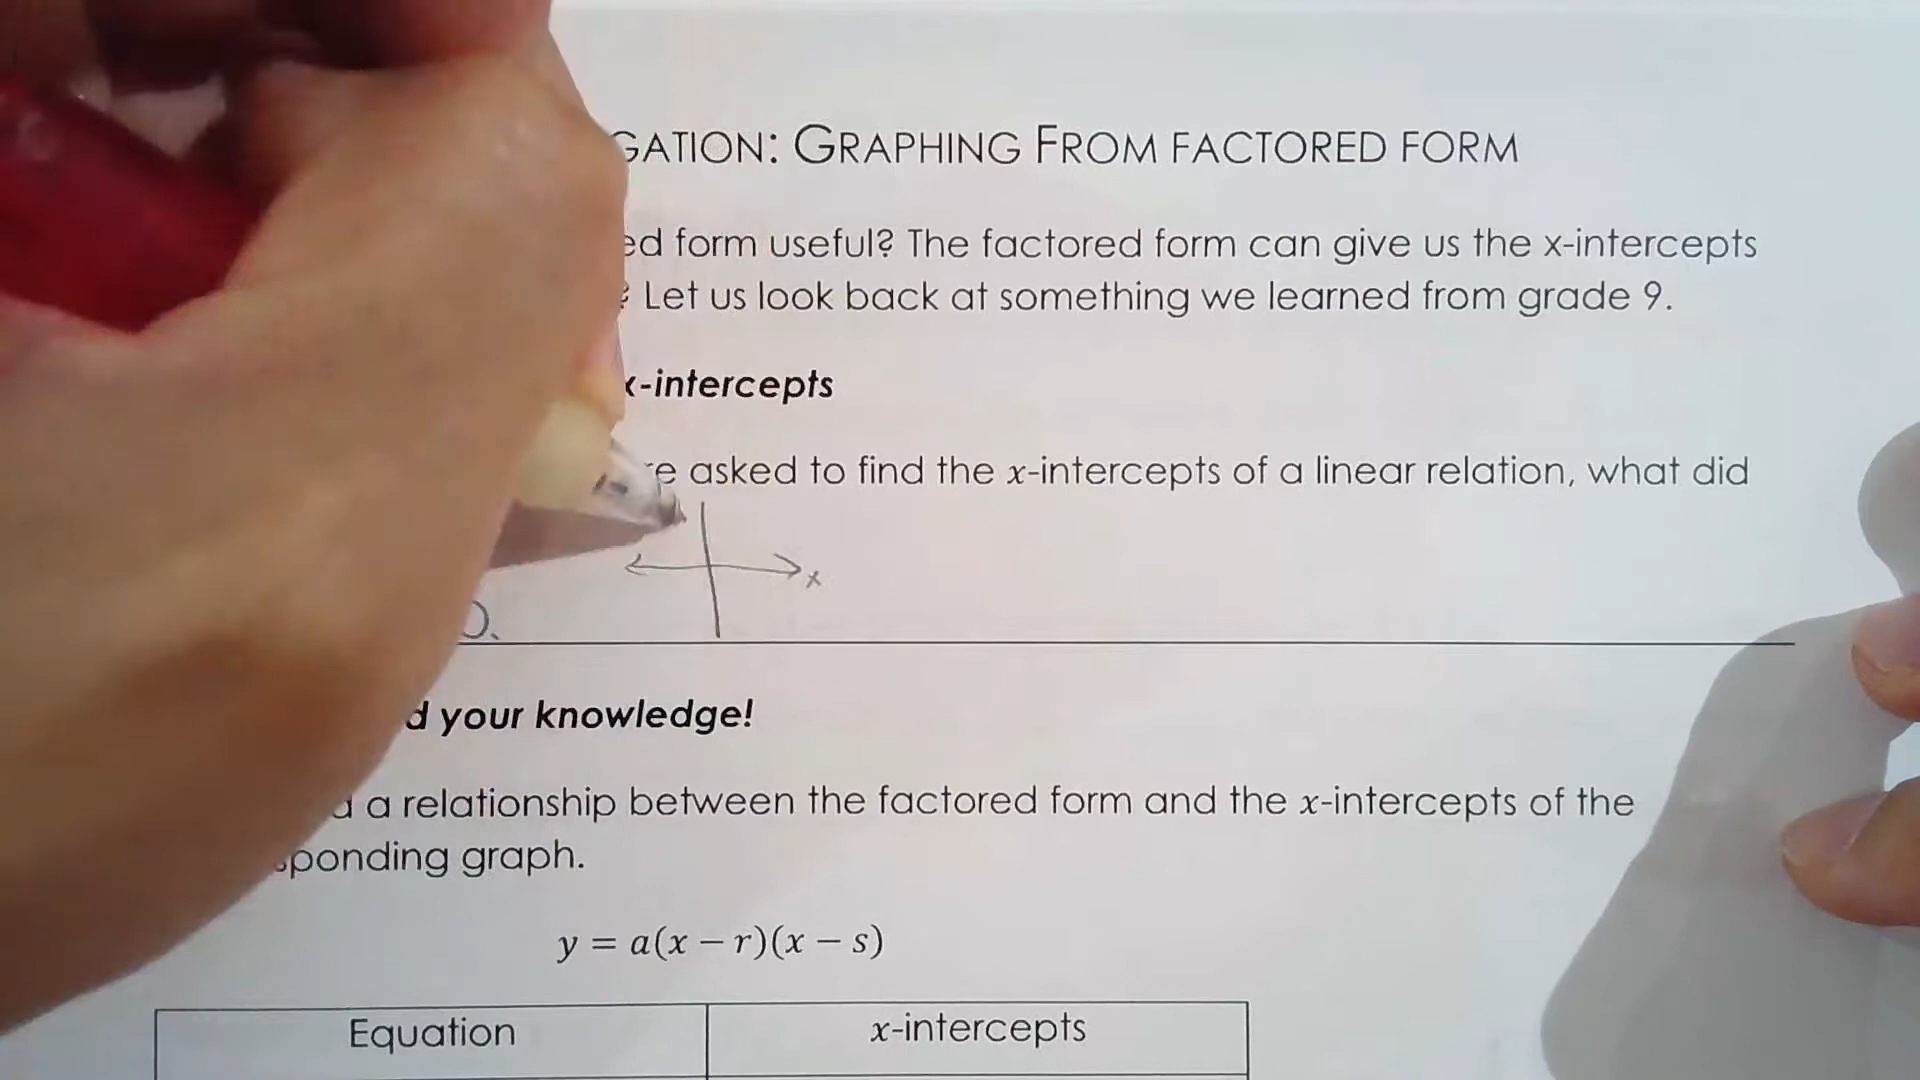 GATION: GRAPHING FROM FACTORED FORM
form useful? The factored form can give us the x-intercepts
Let us look back at something we learned from grade 9.
x-intercepts
asked to find the x-intercepts of a linear relation, what did
x
0.
your knowledge!
a relationship between the factored form and the x-intercepts of the
ponding graph.
y = a(x − r)(x − s)
Equation x-intercepts